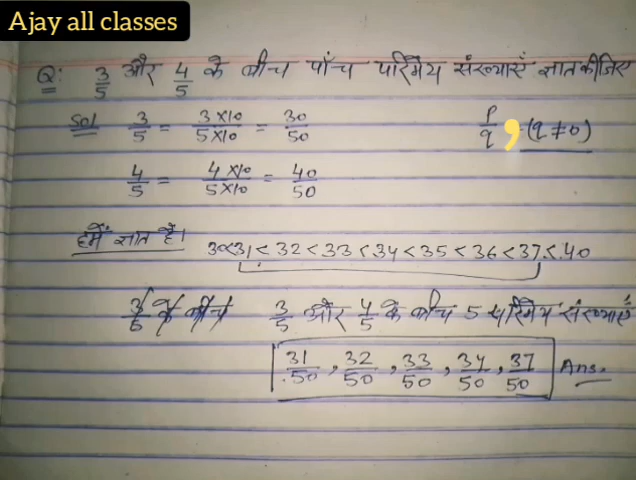 Ajay all classes
Q: 3/5 और 4/5 के बीच पाँच परिमेय संख्याएं ज्ञात कीजिए
Sol 3/5 = 3×10/5×10 = 30/50 p/q , (q ≠ 0)
4/5 = 4×10/5×10 = 40/50
हमें ज्ञात है। 30<31<32<33<34<35<36<37<40
3/5 के बीच 3/5 और 4/5 के बीच 5 परिमेय संख्याएँ
31/50, 32/50, 33/50, 34/50, 37/50 Ans.